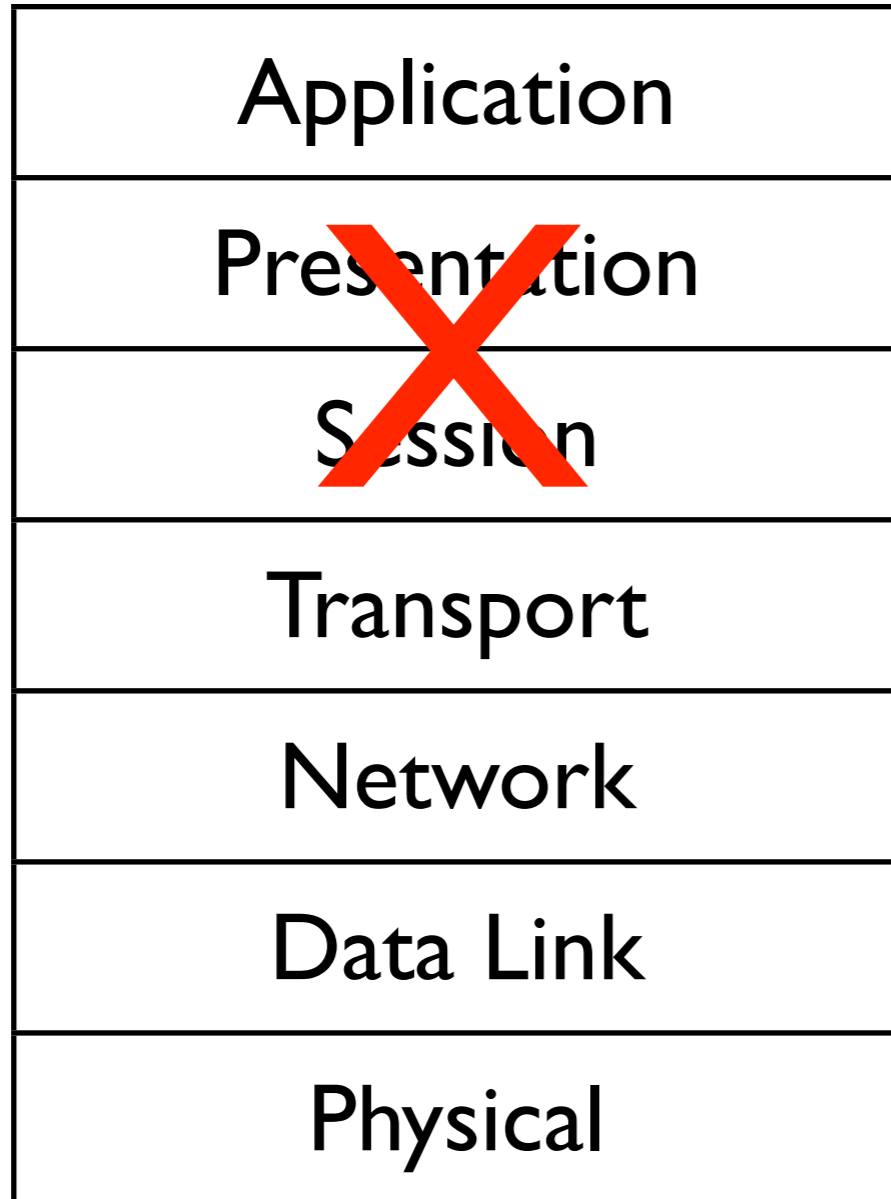 Application
Presentation
Session
Transport
Network
Data Link
Physical